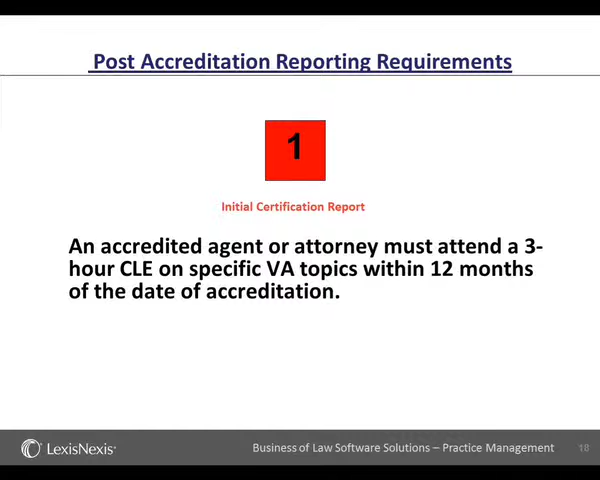 Post Accreditation Reporting Requirements
1
Initial Certification Report
An accredited agent or attorney must attend a 3-
hour CLE on specific VA topics within 12 months
of the date of accreditation.
LexisNexis®
Business of Law Software Solutions – Practice Management 18